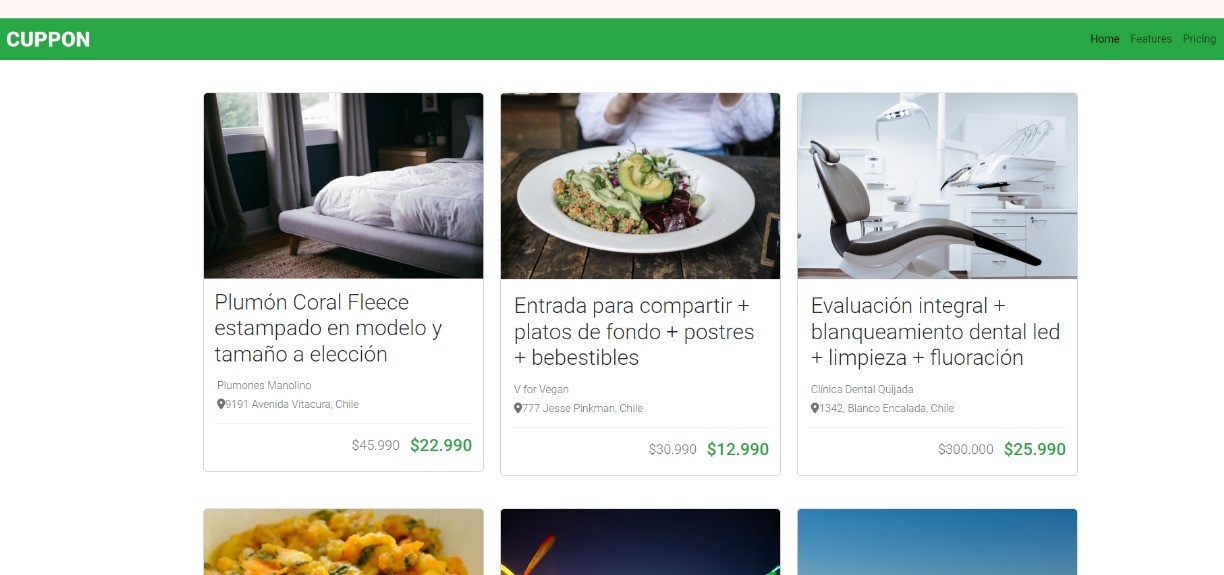 CUPPON
Home Features Pricing
Plumón Coral Fleece
estampado en modelo y
tamaño a elección
Plumones Manolino
9191 Avenida Vitacura, Chile
$45.990 $22.990
Entrada para compartir +
platos de fondo + postres
+ bebestibles
V for Vegan
777 Jesse Pinkman, Chile
$30.990 $12.990
Evaluación integral +
blanqueamiento dental led
+ limpieza + fluoración
Clínica Dental Quijada
1342, Blanco Encalada, Chile
$300.000 $25.990